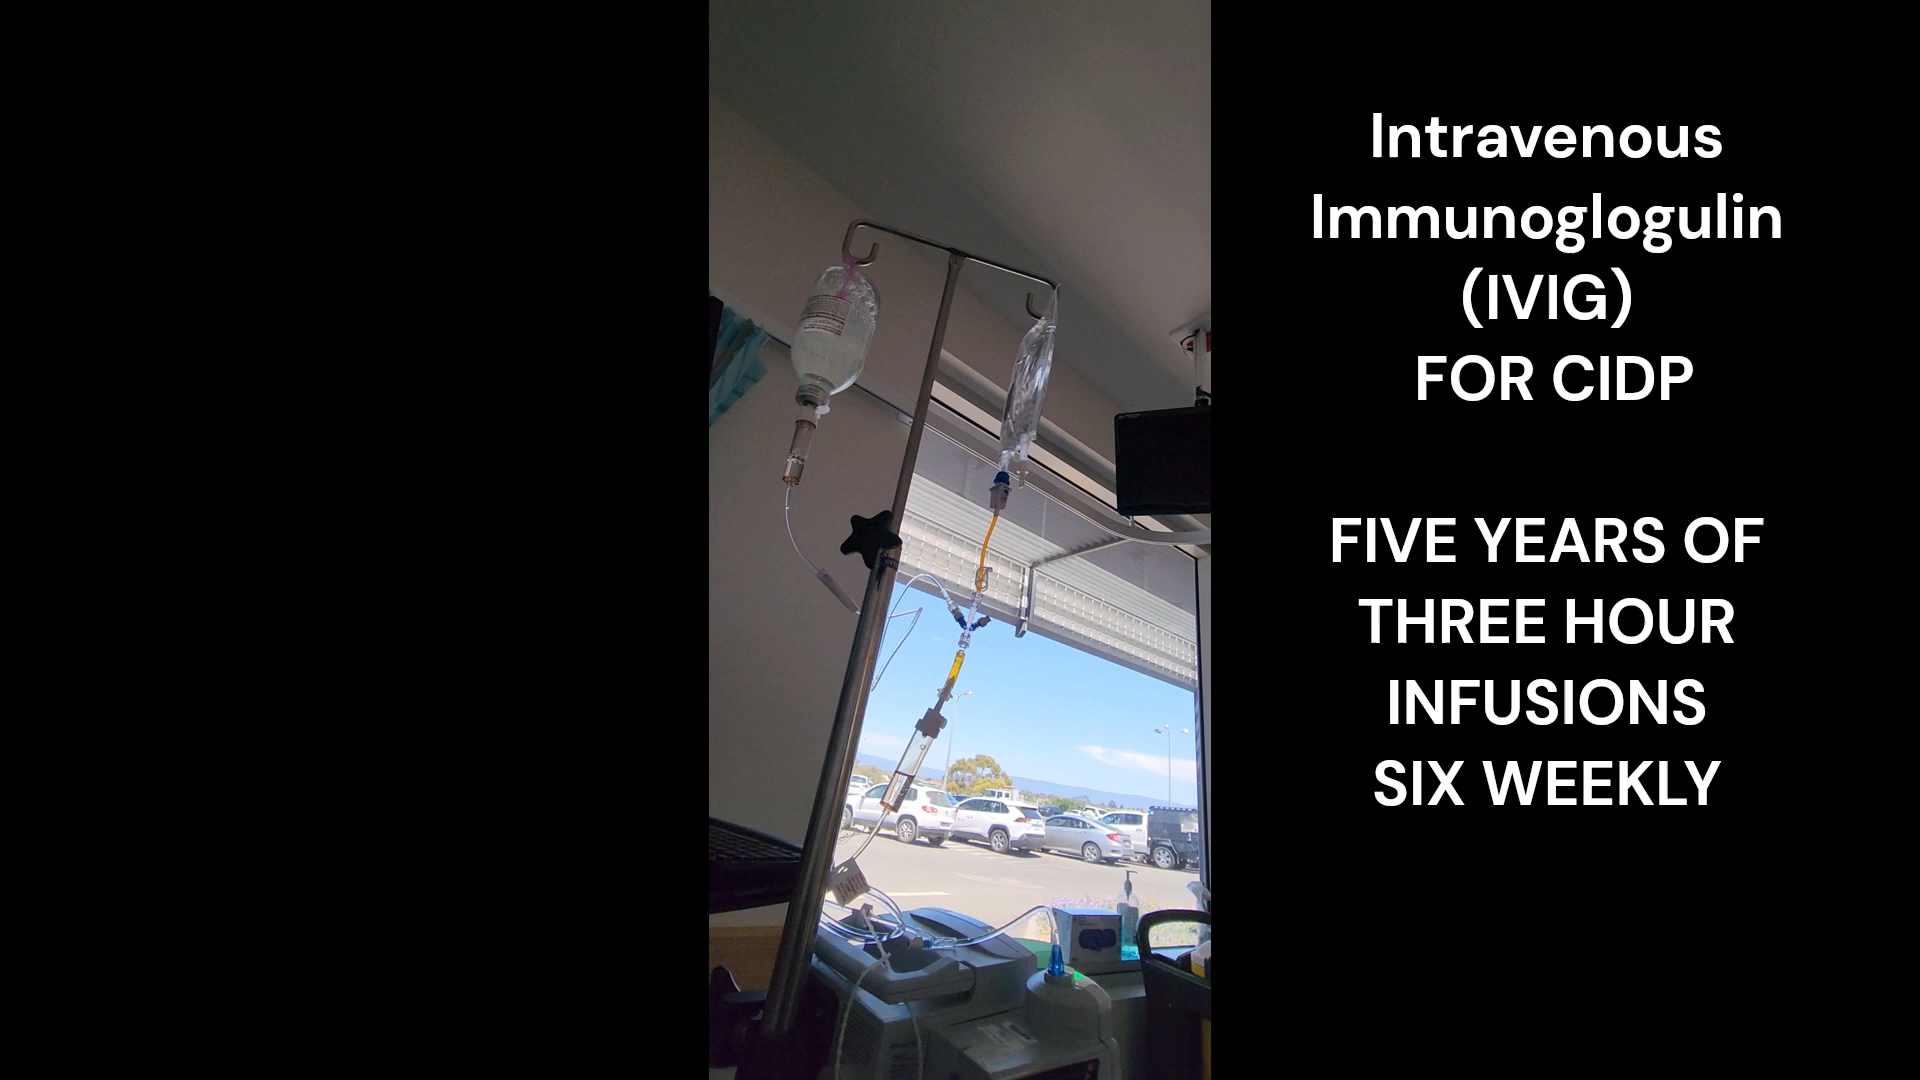 Intravenous
Immunoglogulin
(IVIG)
FOR CIDP
FIVE YEARS OF
THREE HOUR
INFUSIONS
SIX WEEKLY